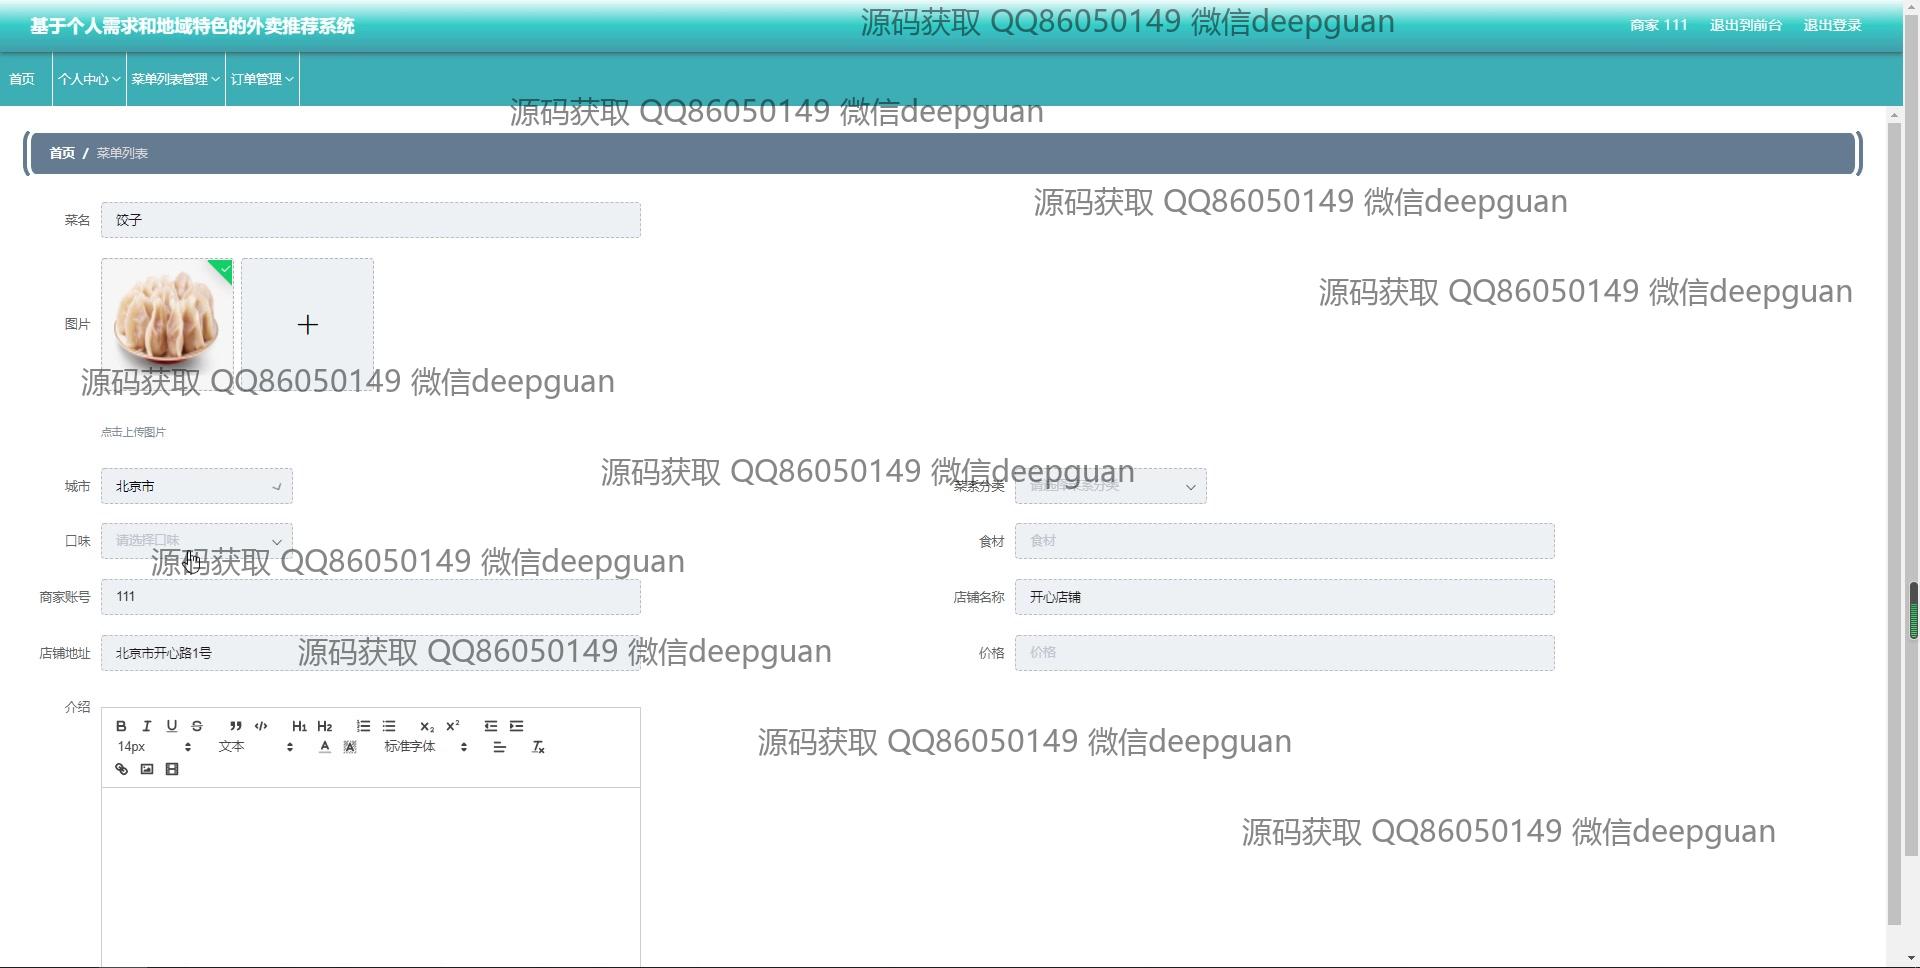 基于个人需求和地域特色的外卖推荐系统
源码获取 QQ86050149 微信deepguan
商家 111 退出到前台 退出登录
首页 个人中心 菜单列表管理 订单管理
源码获取 QQ86050149 微信deepguan
首页 / 菜单列表
源码获取 QQ86050149 微信deepguan
菜名 饺子
源码获取 QQ86050149 微信deepguan
图片
源码获取 QQ86050149 微信deepguan
点击上传图片
源码获取 QQ86050149 微信deepguan
城市 北京市
菜系分类 请选择菜系分类
口味 请选择口味
食材 食材
源码获取 QQ86050149 微信deepguan
商家账号 111
店铺名称 开心店铺
店铺地址 北京市开心路1号
源码获取 QQ86050149 微信deepguan
价格 价格
介绍
B I U S H1 H2 X2 X2
14px 文本 A A 标准字体 Tx
源码获取 QQ86050149 微信deepguan
源码获取 QQ86050149 微信deepguan